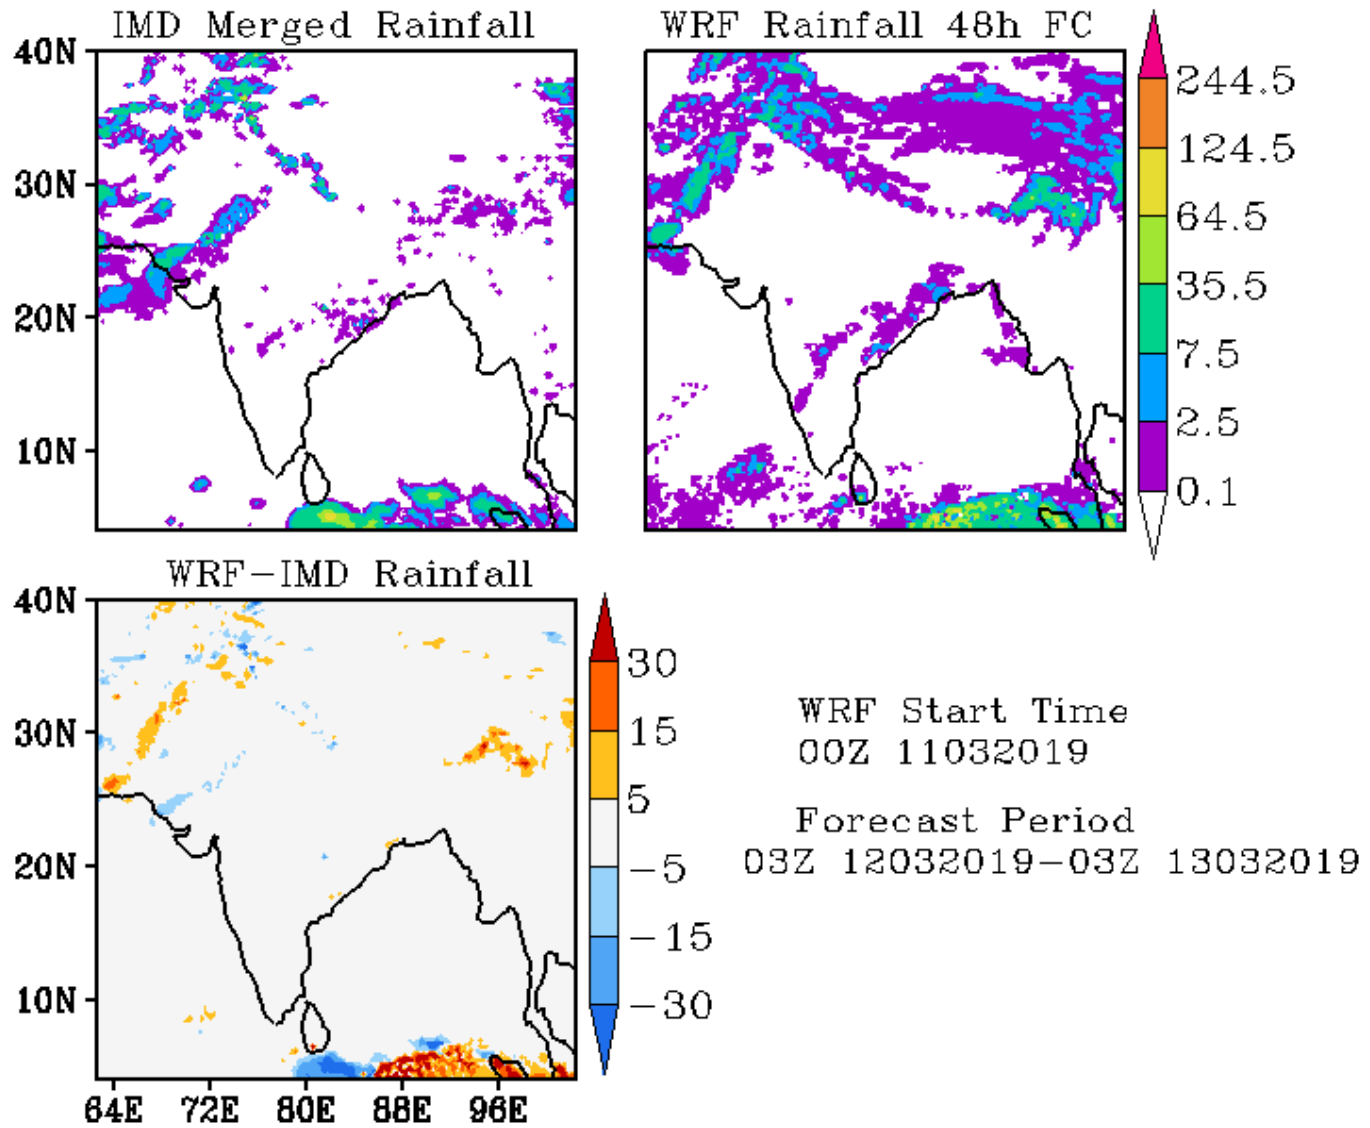 IMD Merged Rainfall
40N
30N
20N
10N
WRF Rainfall 48h FC
244.5
124.5
64.5
35.5
7.5
2.5
0.1
WRF-IMD Rainfall
40N
30N
20N
10N
64E 72E 80E 88E 96E
30
15
5
-5
-15
-30
WRF Start Time
00Z 11032019
Forecast Period
03Z 12032019-03Z 13032019